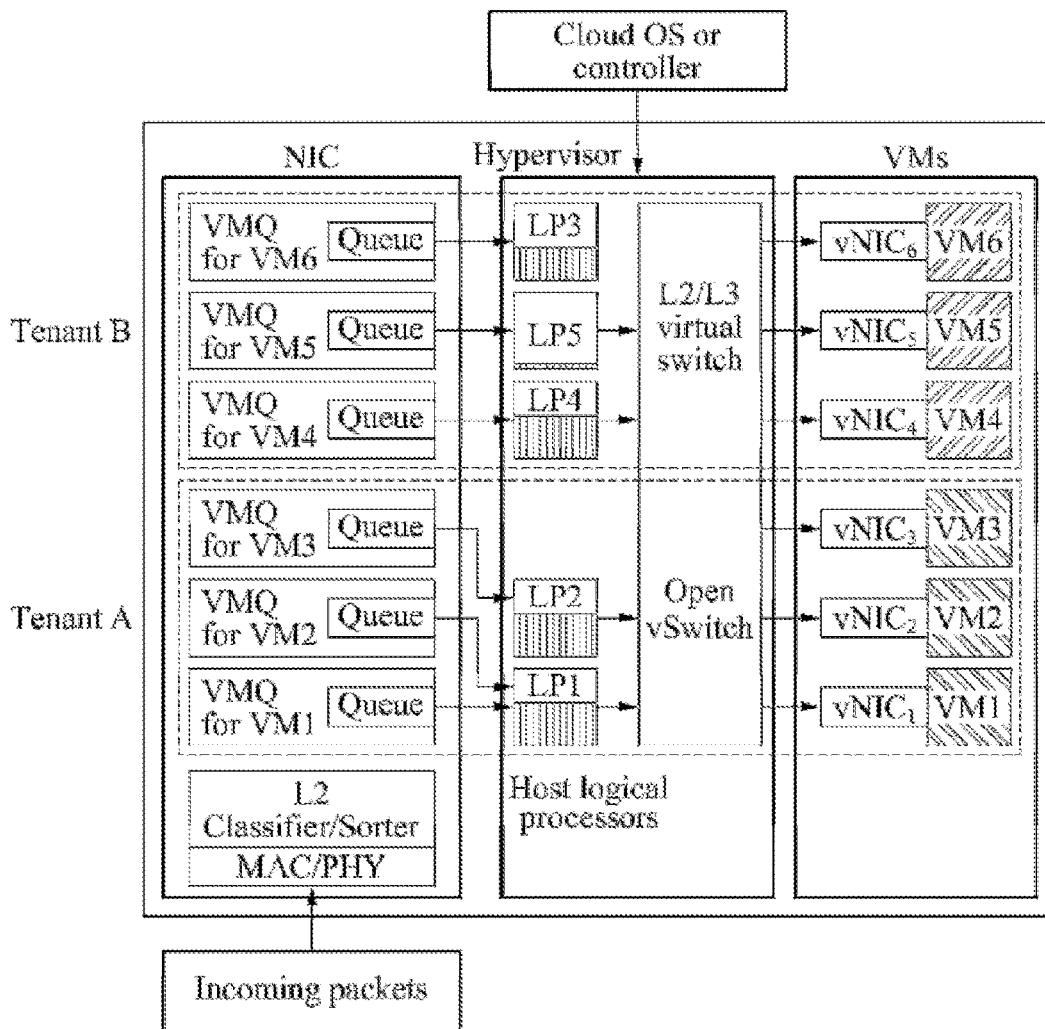 Cloud OS or
controller
NIC
Hypervisor
VMs
Tenant B
VMQ
for VM6
Queue
LP3
vNIC6
VM6
VMQ
for VM5
Queue
LP5
L2/L3
virtual
switch
vNIC5
VM5
VMQ
for VM4
Queue
LP4
vNIC4
VM4
Tenant A
VMQ
for VM3
Queue
vNIC3
VM3
VMQ
for VM2
Queue
LP2
Open
vSwitch
vNIC2
VM2
VMQ
for VM1
Queue
LP1
vNIC1
VM1
L2
Classifier/Sorter
MAC/PHY
Host logical
processors
Incoming packets